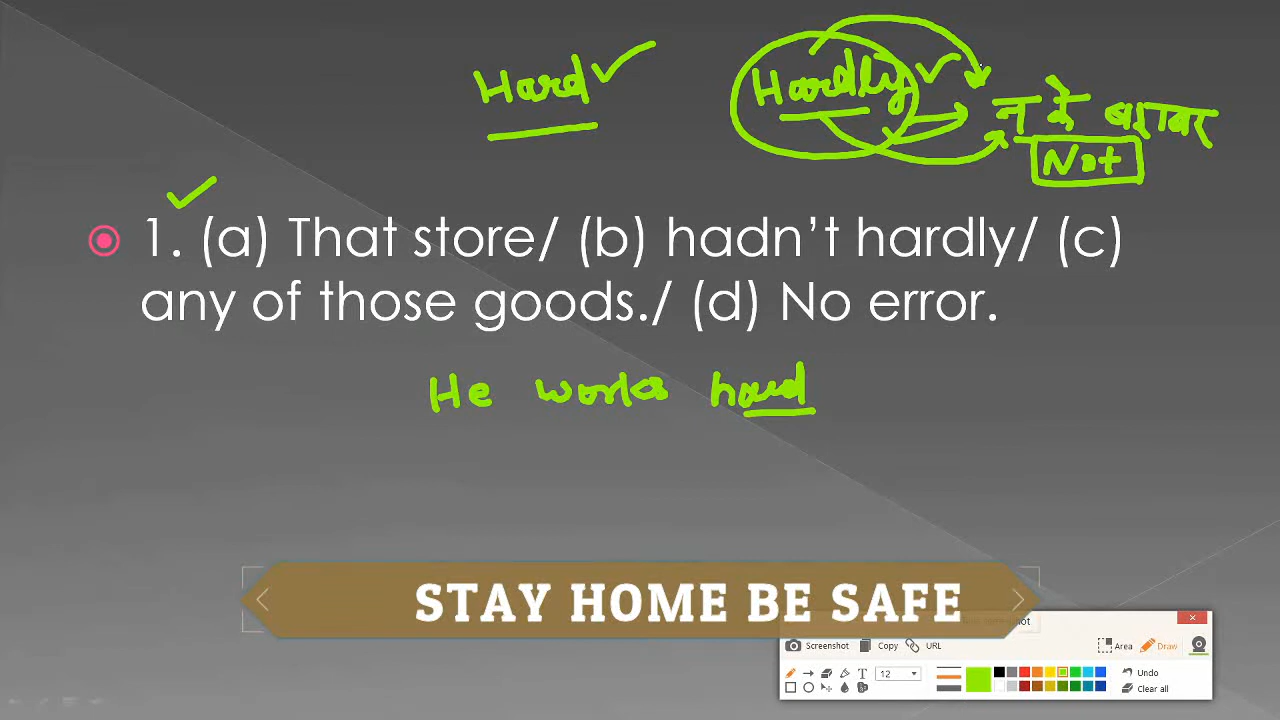 Hard Hardly
न के बराबर
Not
1. (a) That store/ (b) hadn't hardly/ (c)
any of those goods./ (d) No error.
He works hard
STAY HOME BE SAFE
Screenshot Copy URL Area Draw
T 12 Undo
Clear all